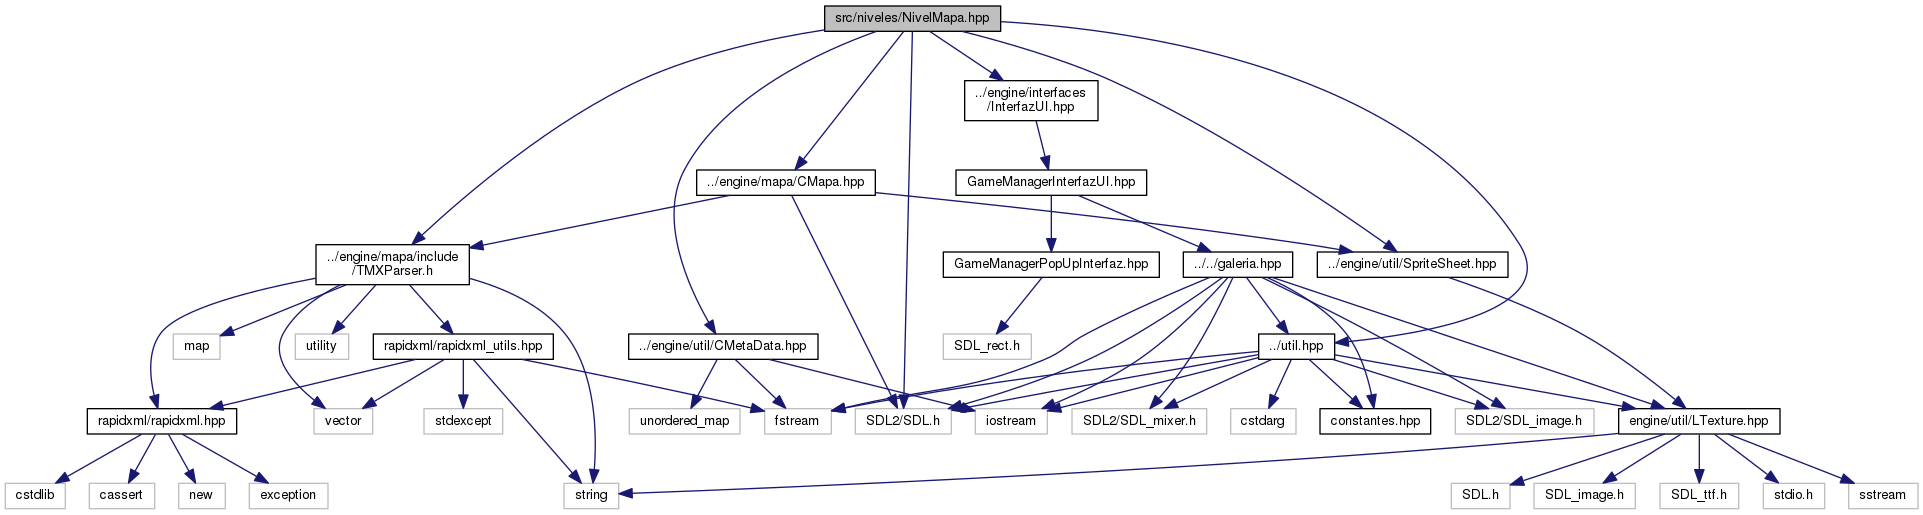 src/niveles/NivelMapa.hpp
../engine/interfaces
/InterfazUI.hpp
../engine/mapa/CMapa.hpp
GameManagerInterfazUI.hpp
../engine/mapa/include
/TMXParser.h
GameManagerPopUpInterfaz.hpp
../../galeria.hpp
../engine/util/SpriteSheet.hpp
map
utility
rapidxml/rapidxml_utils.hpp
../engine/util/CMetaData.hpp
SDL_rect.h
../util.hpp
rapidxml/rapidxml.hpp
vector
stdexcept
unordered_map
fstream
SDL2/SDL.h
iostream
SDL2/SDL_mixer.h
cstdarg
constantes.hpp
SDL2/SDL_image.h
engine/util/LTexture.hpp
cstdlib
cassert
new
exception
string
SDL.h
SDL_image.h
SDL_ttf.h
stdio.h
sstream